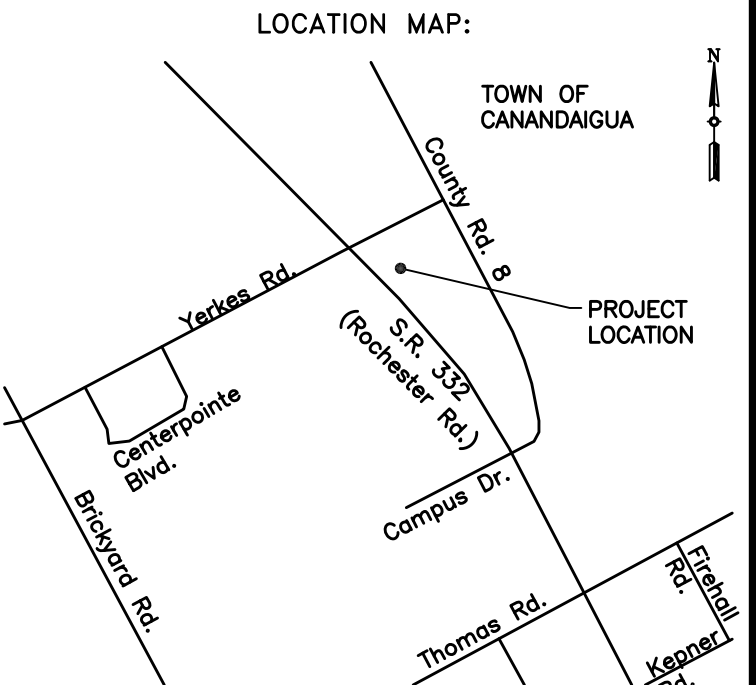 LOCATION MAP:
N
TOWN OF
CANANDAIGUA
County Rd. 8
Yerkes Rd.
PROJECT
LOCATION
S.R. 332
(Rochester Rd.)
Centerpointe
Blvd.
Campus Dr.
Brickyard Rd.
Firehall
Rd.
Thomas Rd.
Kepner
Rd.